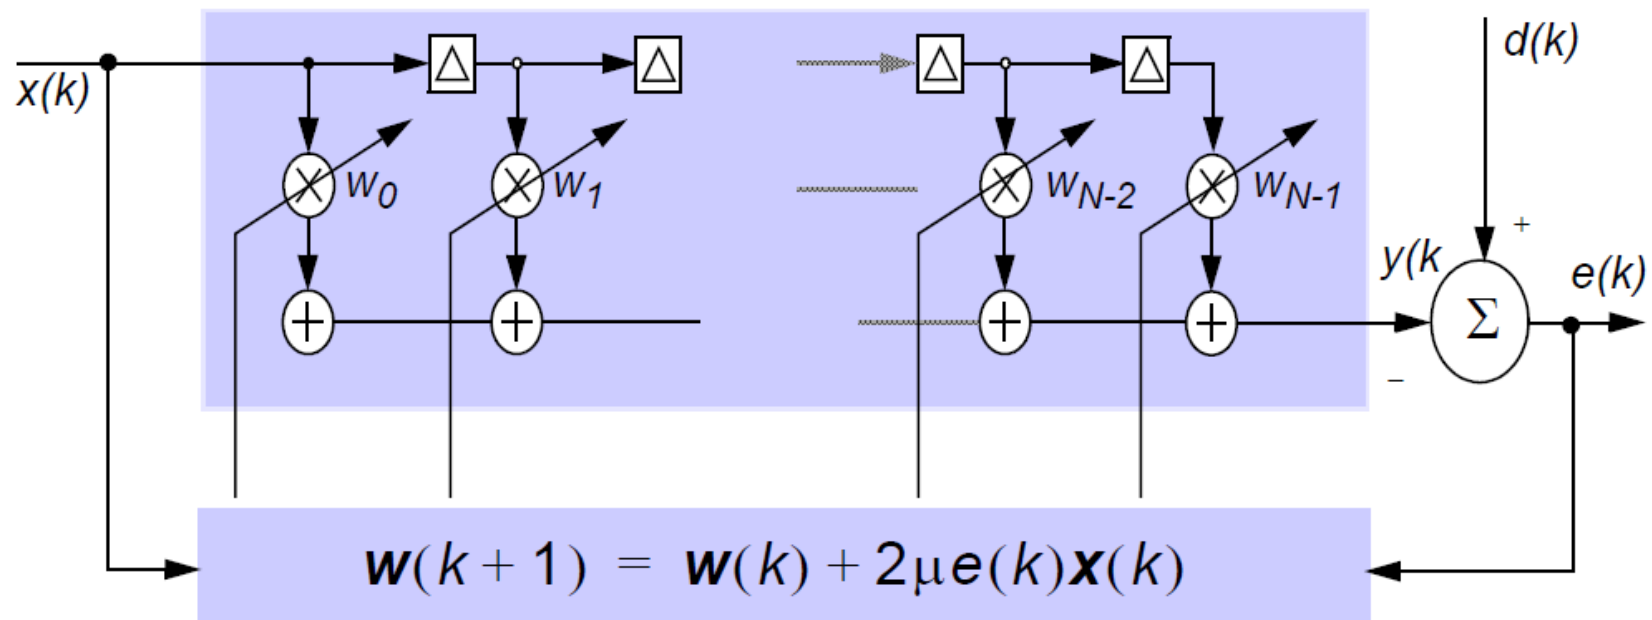 x(k)
d(k)
Δ Δ Δ Δ
× w0 × w1 × wN-2 × wN-1
+
y(k
e(k)
+ + + + Σ
−
w(k + 1) = w(k) + 2μe(k)x(k)